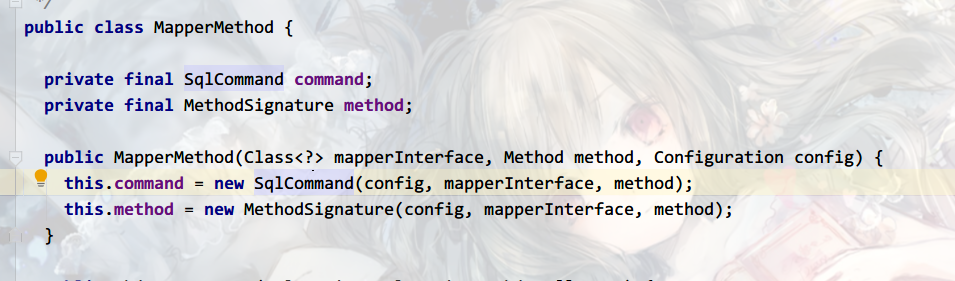 */
public class MapperMethod {
private final SqlCommand command;
private final MethodSignature method;
public MapperMethod(Class<?> mapperInterface, Method method, Configuration config) {
this.command = new SqlCommand(config, mapperInterface, method);
this.method = new MethodSignature(config, mapperInterface, method);
}